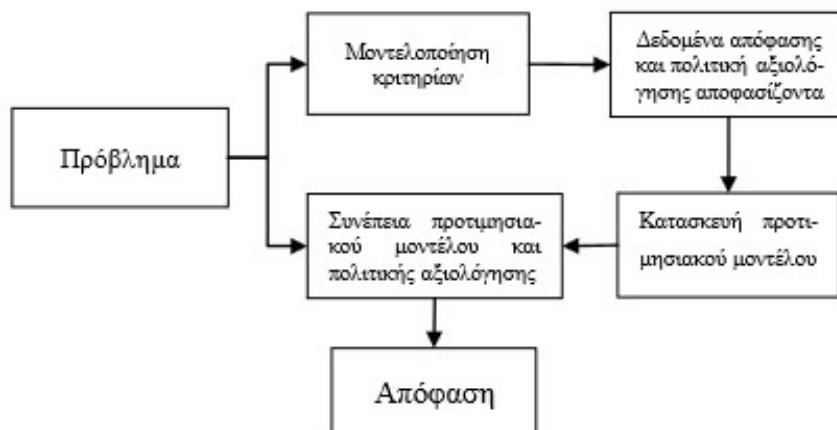 Μοντελοποίηση
κριτηρίων
Δεδομένα απόφασης
και πολιτική αξιολό-
γησης αποφασίζοντα
Πρόβλημα
Συνέπεια προτιμησια-
κού μοντέλου και
πολιτικής αξιολόγησης
Κατασκευή προτι-
μησιακού μοντέλου
Απόφαση